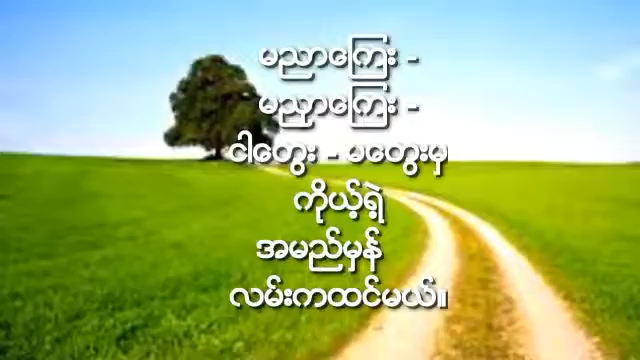 မညာကြေး -
မညှာကြေး -
ငါတွေး - မတွေးမှ
ကိုယ့်ရဲ့
အမည်မှန်
လမ်းကထင်မယ်။